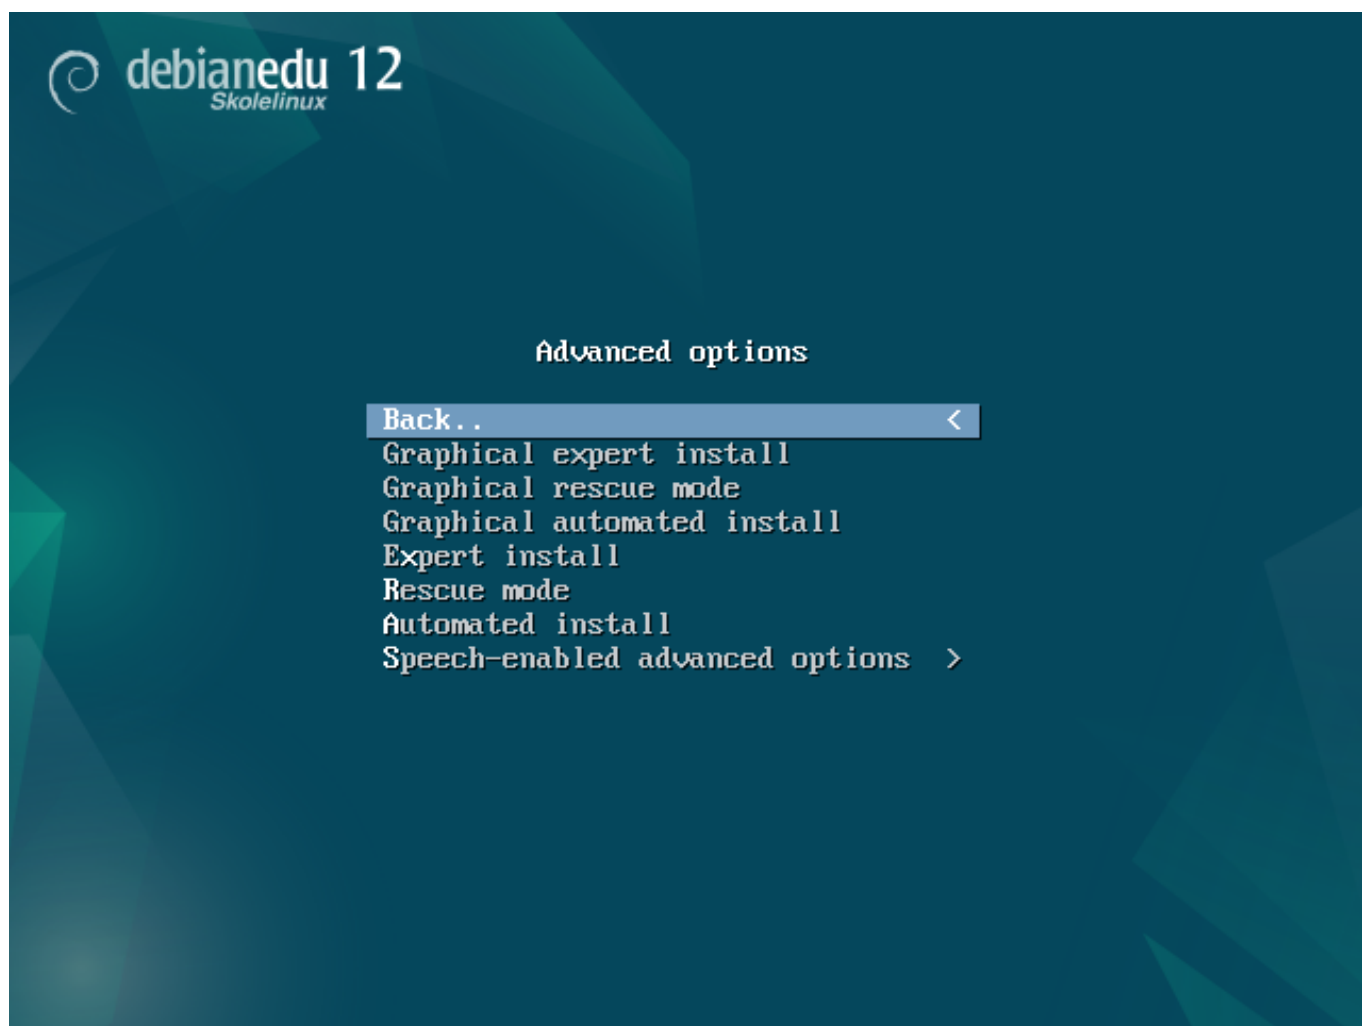 debianedu 12
Skolelinux
Advanced options
Back.. <
Graphical expert install
Graphical rescue mode
Graphical automated install
Expert install
Rescue mode
Automated install
Speech-enabled advanced options >